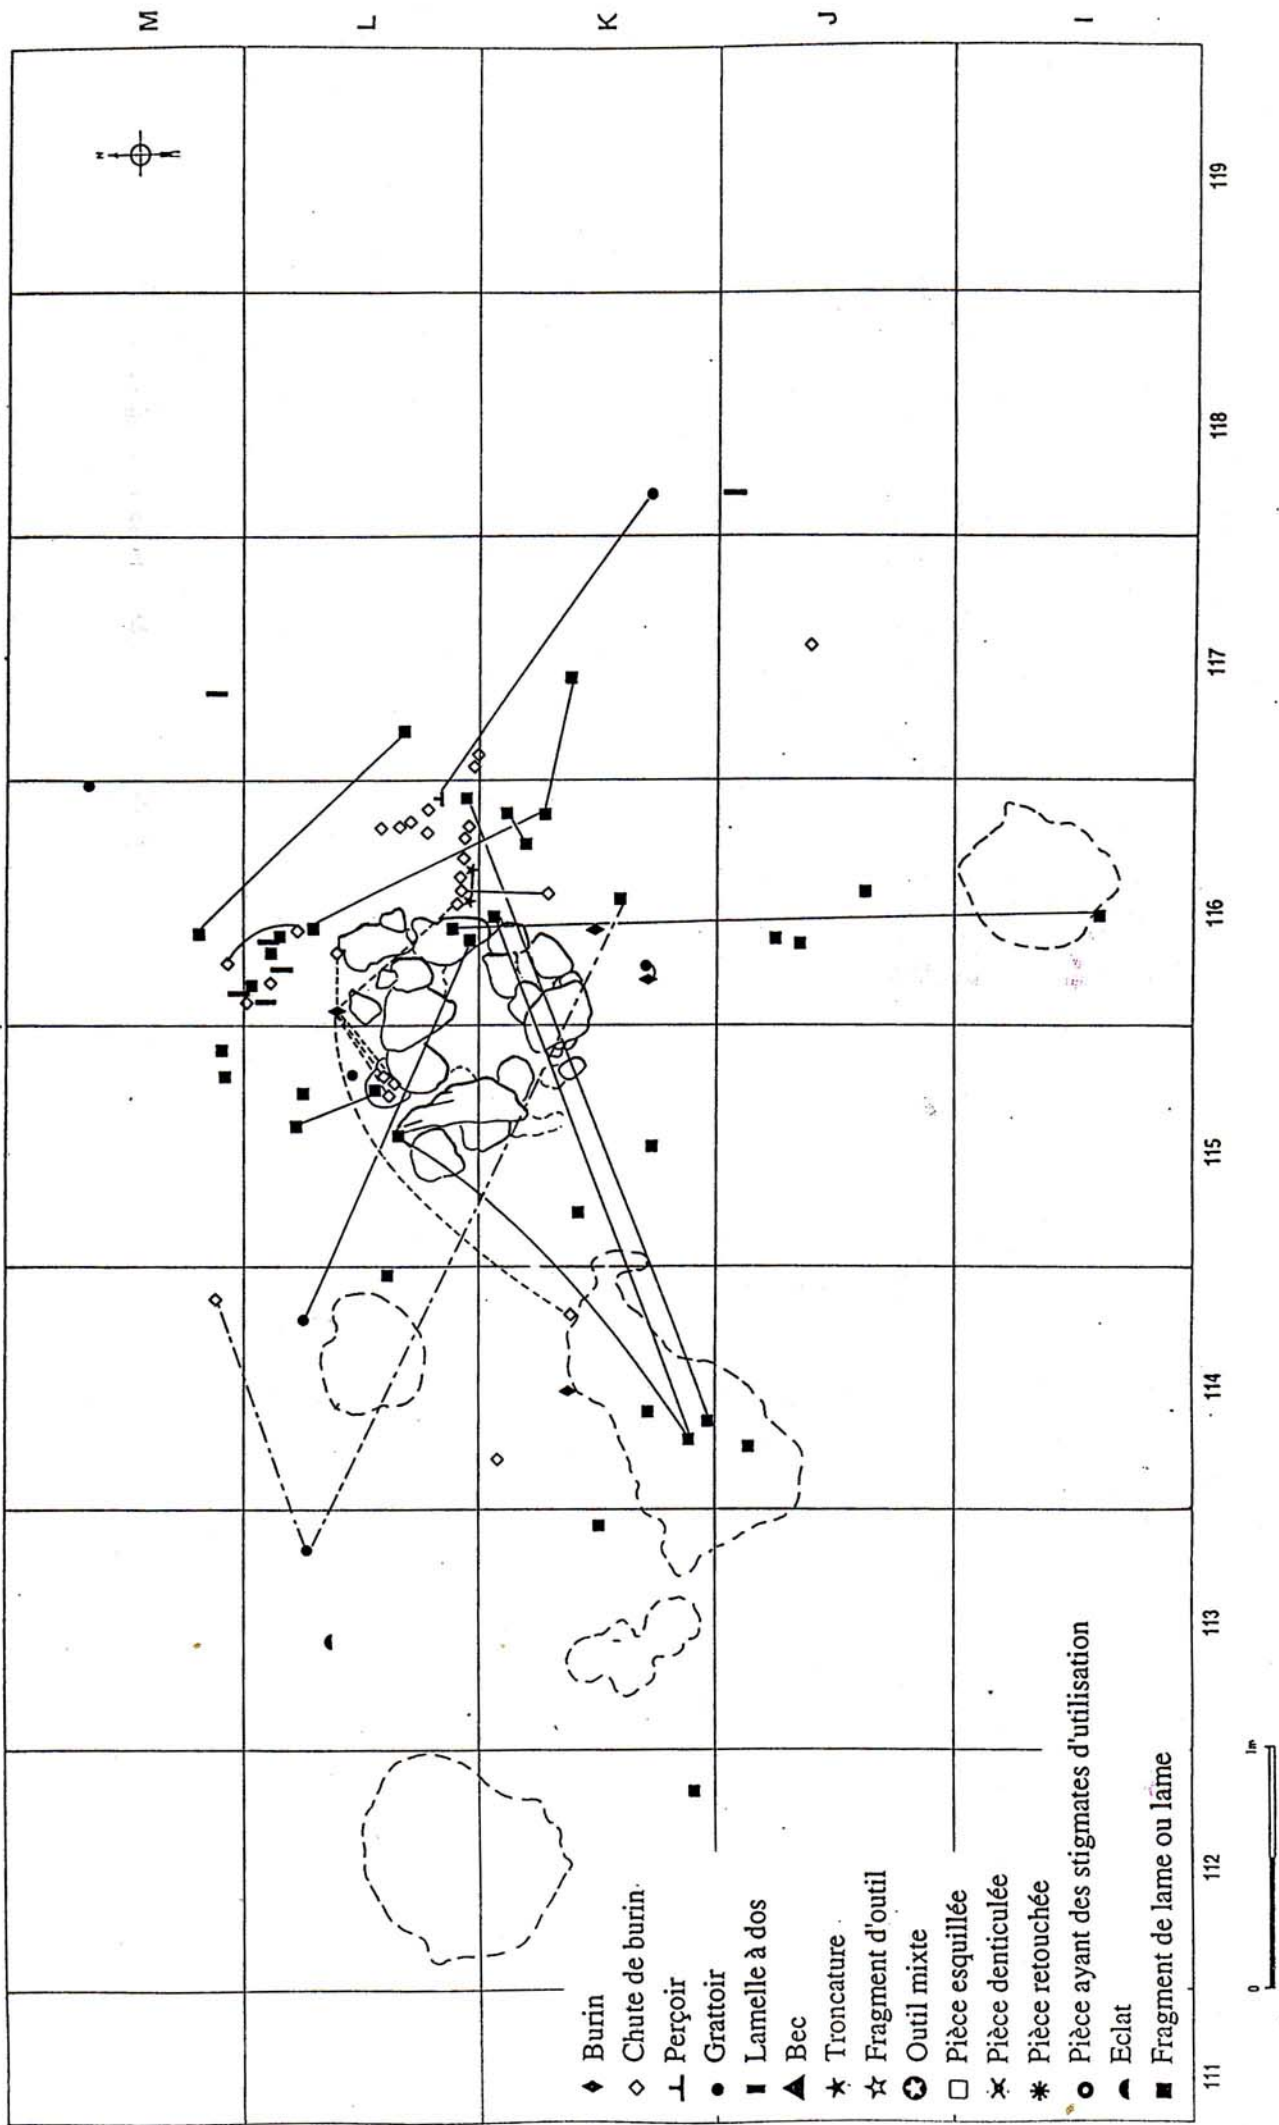 M
L
K
J
I
N
119
118
117
116
115
114
113
112
111
Burin
Chute de burin
Perçoir
Grattoir
Lamelle à dos
Bec
Troncature
Fragment d'outil
Outil mixte
Pièce esquillée
Pièce denticulée
Pièce retouchée
Pièce ayant des stigmates d'utilisation
Eclat
Fragment de lame ou lame
0 1m